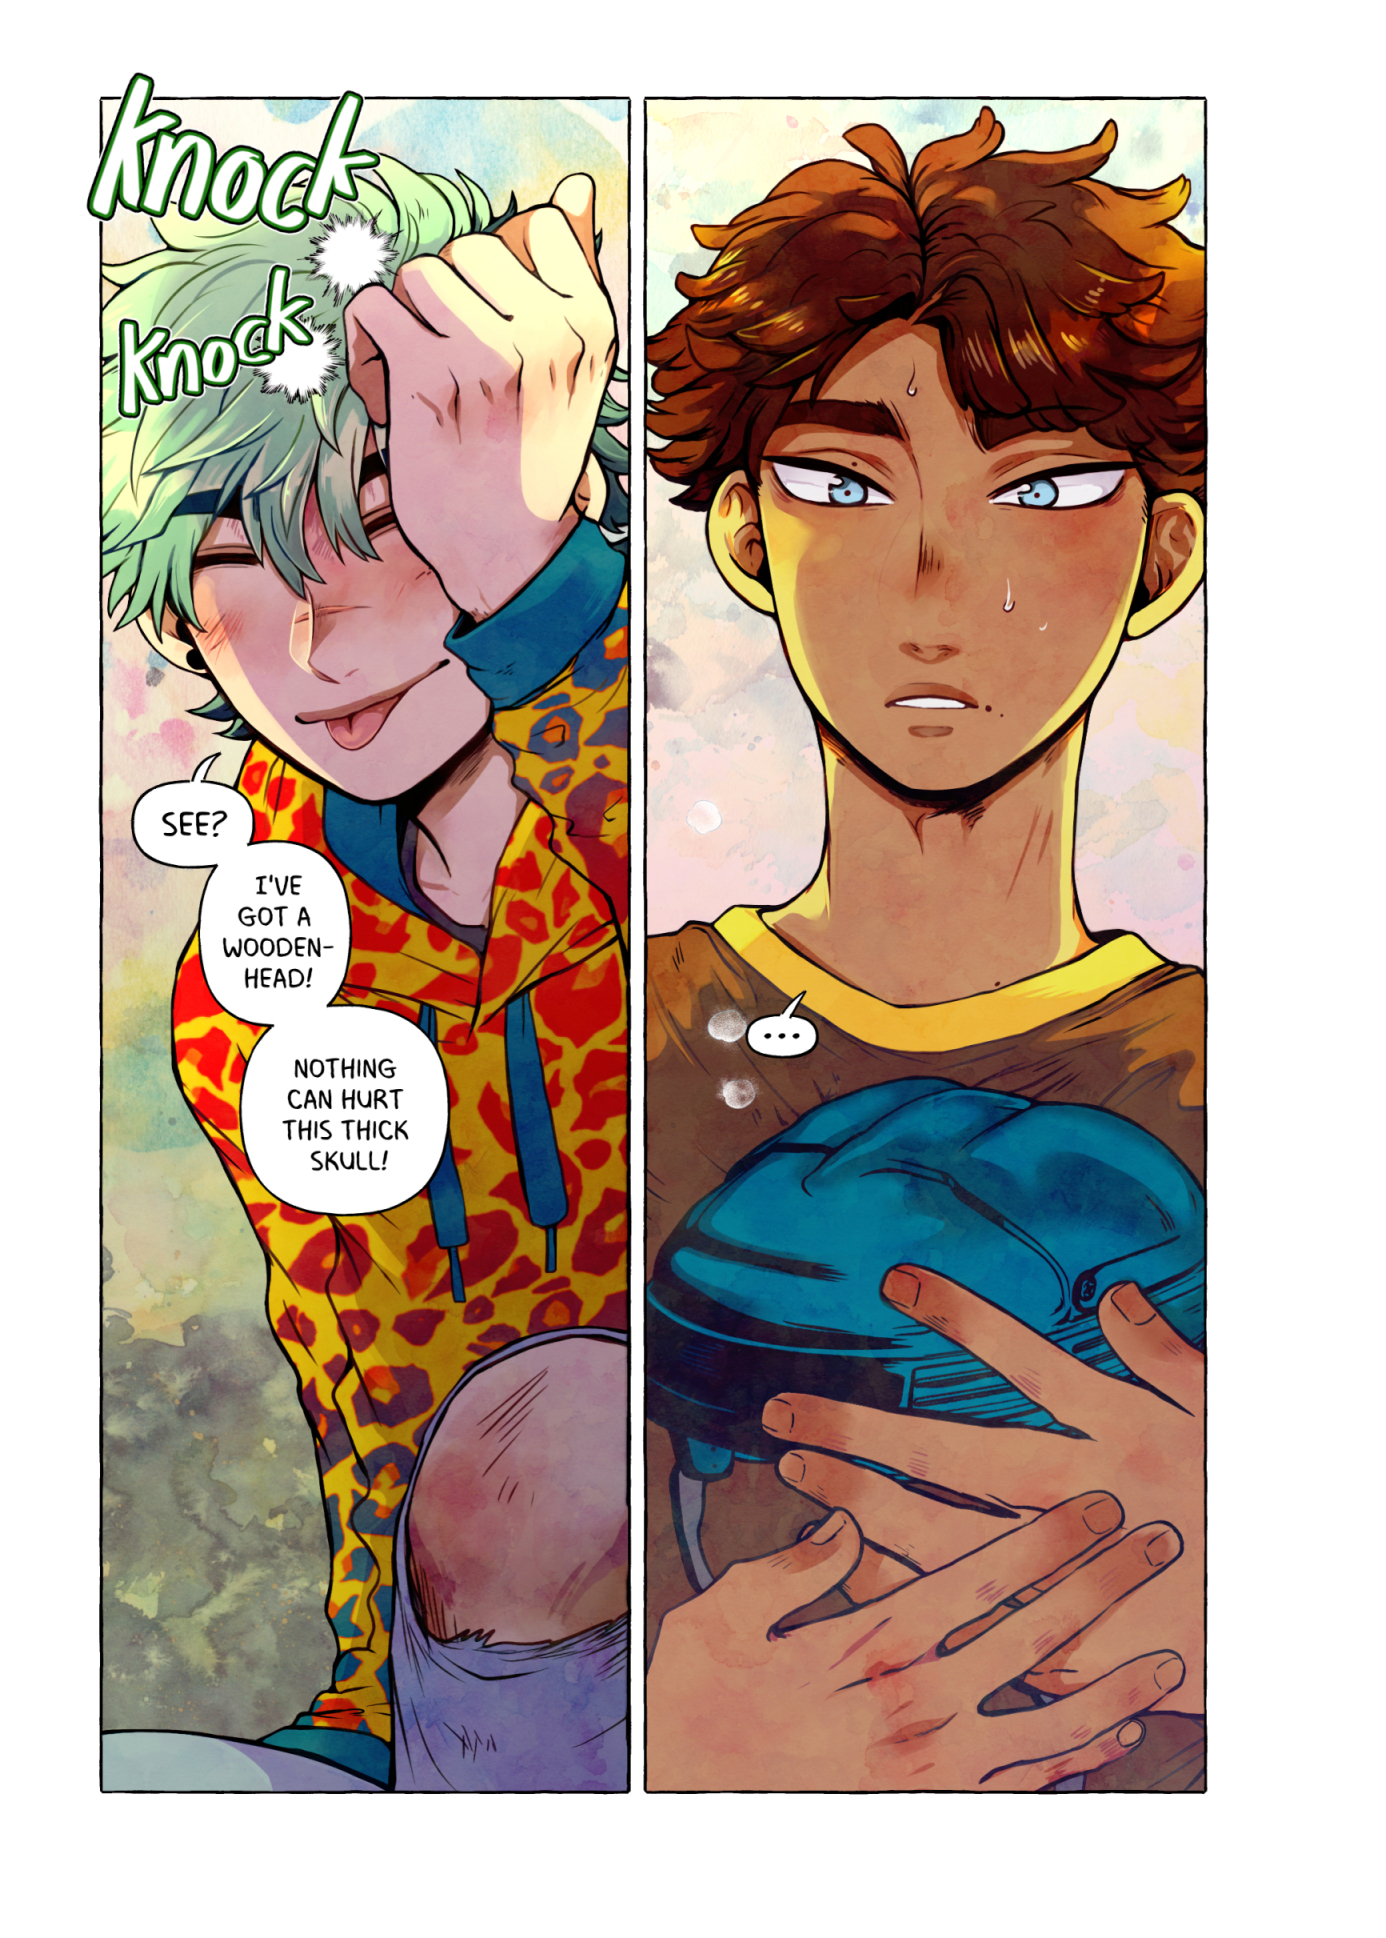 Knock
Knock
SEE?
I'VE
GOT A
WOODEN-
HEAD!
NOTHING
CAN HURT
THIS THICK
SKULL!
...